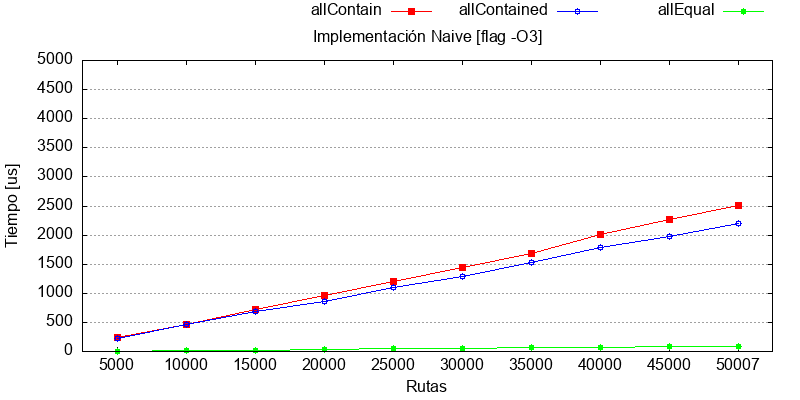 allContain allContained allEqual
Implementación Naive [flag -O3]
5000
4500
4000
3500
3000
2500
2000
1500
1000
500
0
Tiempo [us]
5000 10000 15000 20000 25000 30000 35000 40000 45000 50007
Rutas